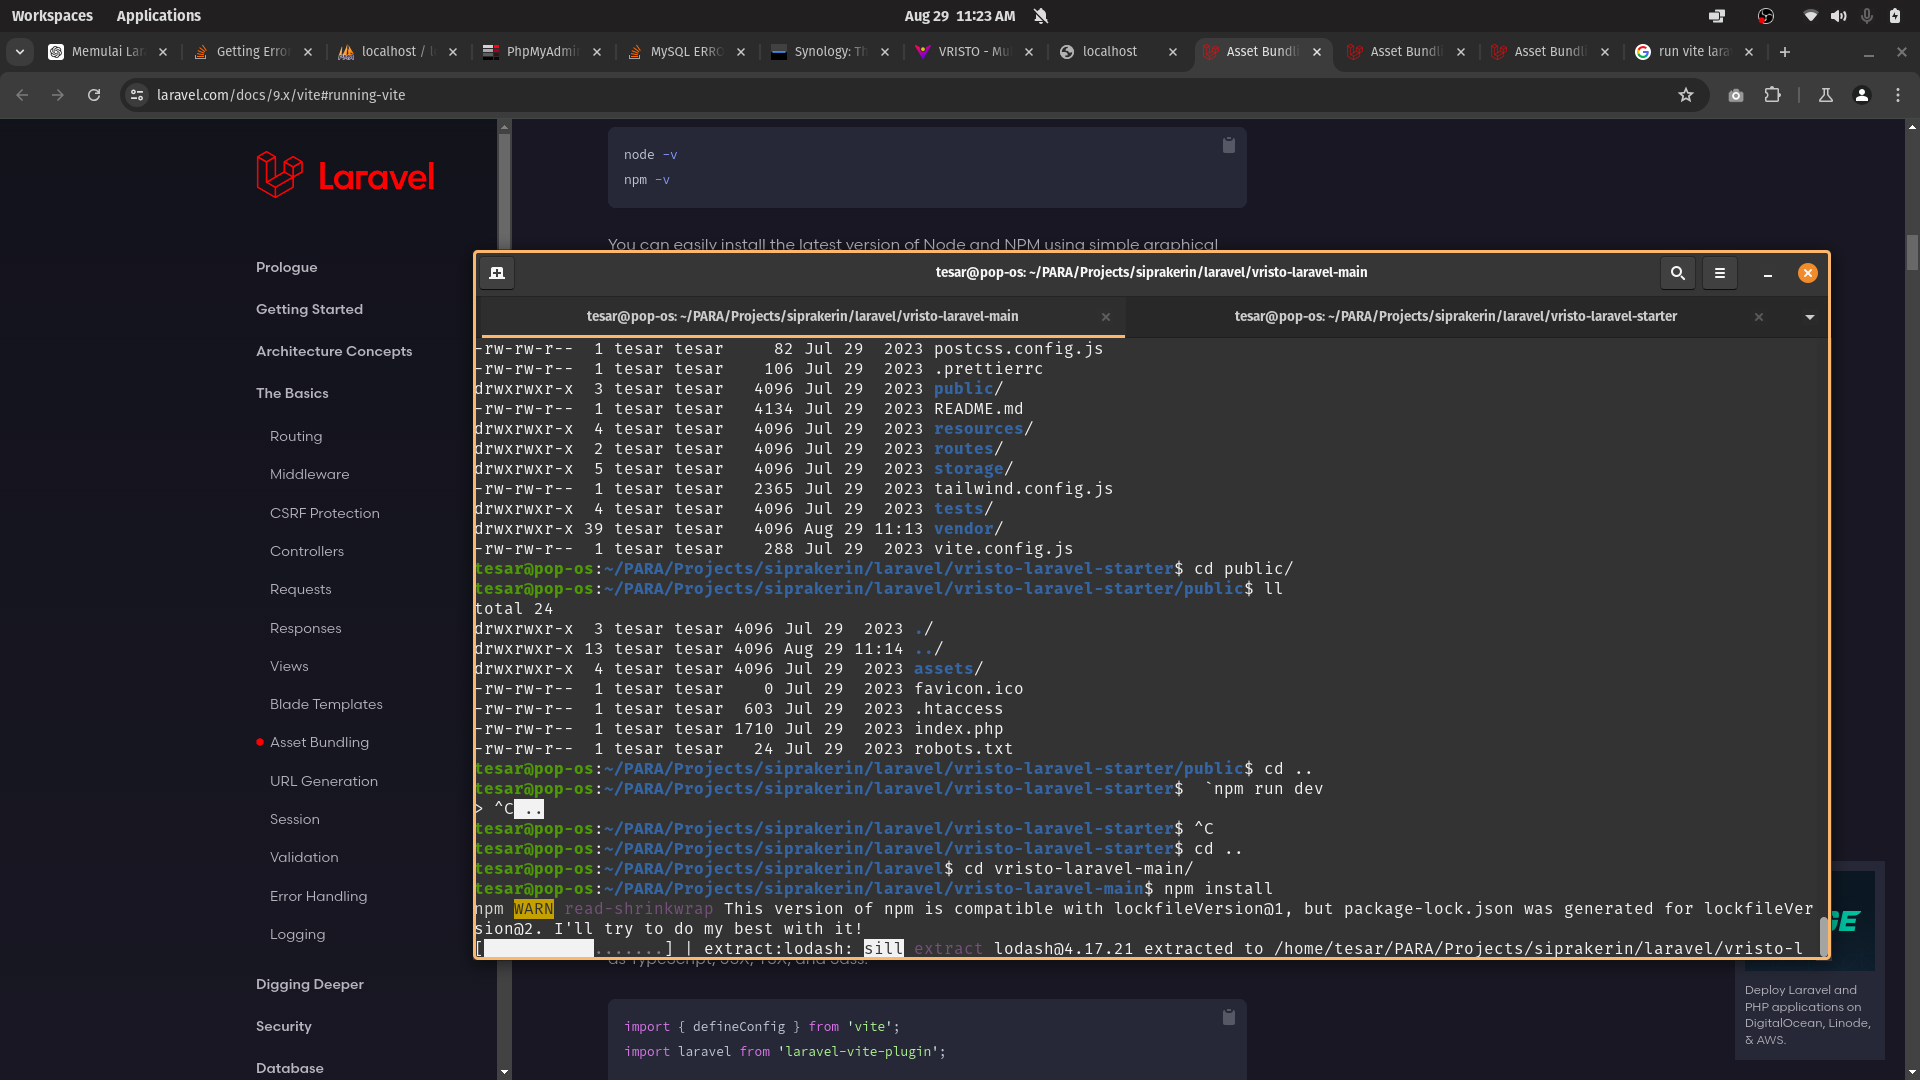 Workspaces Applications Aug 29 11:23 AM
Memulai Lar Getting Error localhost / lo PhpMyAdmi MySQL ERRO Synology: Th VRISTO - Mu localhost Asset Bundli Asset Bundli Asset Bundli run vite lara
laravel.com/docs/9.x/vite#running-vite
Laravel
Prologue
Getting Started
Architecture Concepts
The Basics
Routing
Middleware
CSRF Protection
Controllers
Requests
Responses
Views
Blade Templates
Asset Bundling
URL Generation
Session
Validation
Error Handling
Logging
Digging Deeper
Security
Database
node -v
npm -v
You can easily install the latest version of Node and NPM using simple graphical
tesar@pop-os: ~/PARA/Projects/siprakerin/laravel/vristo-laravel-main
tesar@pop-os: ~/PARA/Projects/siprakerin/laravel/vristo-laravel-main tesar@pop-os: ~/PARA/Projects/siprakerin/laravel/vristo-laravel-starter
-rw-rw-r--  1 tesar tesar     82 Jul 29  2023 postcss.config.js
-rw-rw-r--  1 tesar tesar    106 Jul 29  2023 .prettierrc
drwxrwxr-x  3 tesar tesar   4096 Jul 29  2023 public/
-rw-rw-r--  1 tesar tesar   4134 Jul 29  2023 README.md
drwxrwxr-x  4 tesar tesar   4096 Jul 29  2023 resources/
drwxrwxr-x  2 tesar tesar   4096 Jul 29  2023 routes/
drwxrwxr-x  5 tesar tesar   4096 Jul 29  2023 storage/
-rw-rw-r--  1 tesar tesar   2365 Jul 29  2023 tailwind.config.js
drwxrwxr-x  4 tesar tesar   4096 Jul 29  2023 tests/
drwxrwxr-x 39 tesar tesar   4096 Aug 29 11:13 vendor/
-rw-rw-r--  1 tesar tesar    288 Jul 29  2023 vite.config.js
tesar@pop-os:~/PARA/Projects/siprakerin/laravel/vristo-laravel-starter$ cd public/
tesar@pop-os:~/PARA/Projects/siprakerin/laravel/vristo-laravel-starter/public$ ll
total 24
drwxrwxr-x  3 tesar tesar 4096 Jul 29  2023 ./
drwxrwxr-x 13 tesar tesar 4096 Aug 29 11:14 ../
drwxrwxr-x  4 tesar tesar 4096 Jul 29  2023 assets/
-rw-rw-r--  1 tesar tesar    0 Jul 29  2023 favicon.ico
-rw-rw-r--  1 tesar tesar  603 Jul 29  2023 .htaccess
-rw-rw-r--  1 tesar tesar 1710 Jul 29  2023 index.php
-rw-rw-r--  1 tesar tesar   24 Jul 29  2023 robots.txt
tesar@pop-os:~/PARA/Projects/siprakerin/laravel/vristo-laravel-starter/public$ cd ..
tesar@pop-os:~/PARA/Projects/siprakerin/laravel/vristo-laravel-starter$  `npm run dev
> ^C ..
tesar@pop-os:~/PARA/Projects/siprakerin/laravel/vristo-laravel-starter$ ^C
tesar@pop-os:~/PARA/Projects/siprakerin/laravel/vristo-laravel-starter$ cd ..
tesar@pop-os:~/PARA/Projects/siprakerin/laravel$ cd vristo-laravel-main/
tesar@pop-os:~/PARA/Projects/siprakerin/laravel/vristo-laravel-main$ npm install
npm WARN read-shrinkwrap This version of npm is compatible with lockfileVersion@1, but package-lock.json was generated for lockfileVer
sion@2. I'll try to do my best with it!
[           .......] | extract:lodash: sill extract lodash@4.17.21 extracted to /home/tesar/PARA/Projects/siprakerin/laravel/vristo-l
as TypeScript, JSX, TSX, and Sass.
import { defineConfig } from 'vite';
import laravel from 'laravel-vite-plugin';
GE
Deploy Laravel and
PHP applications on
DigitalOcean, Linode,
& AWS.